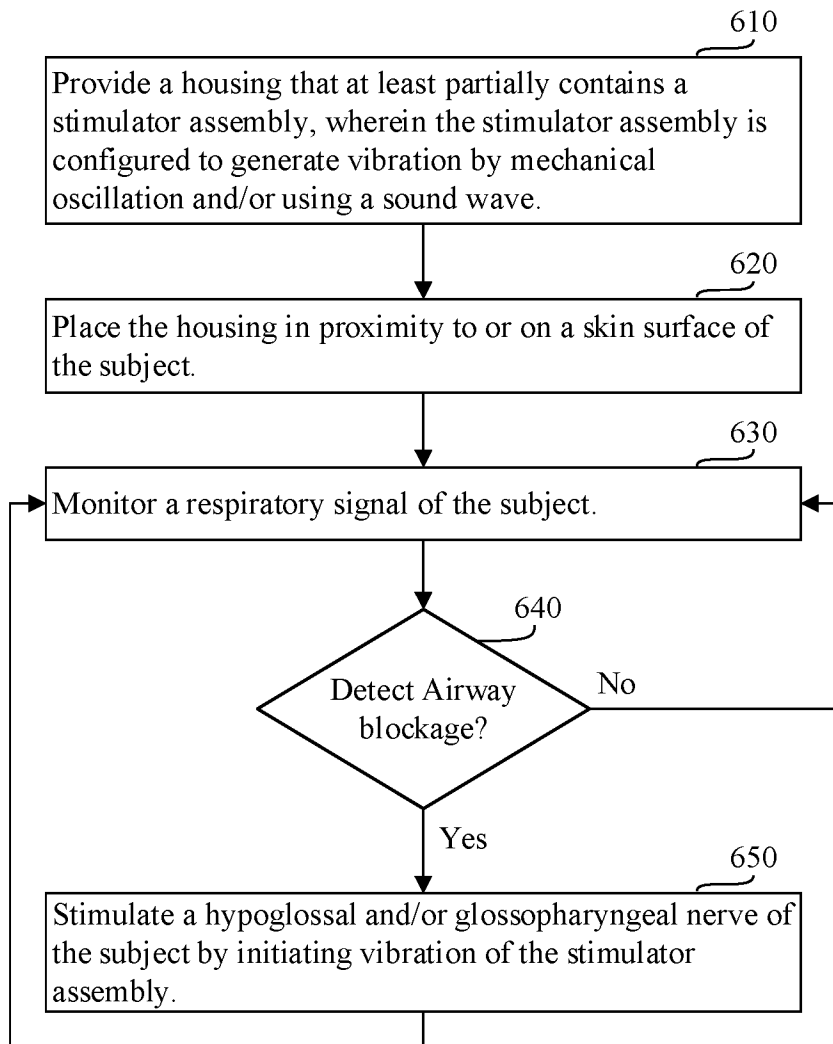 610
Provide a housing that at least partially contains a
stimulator assembly, wherein the stimulator assembly is
configured to generate vibration by mechanical
oscillation and/or using a sound wave.
620
Place the housing in proximity to or on a skin surface of
the subject.
630
Monitor a respiratory signal of the subject.
640
Detect Airway
blockage?
No
Yes
650
Stimulate a hypoglossal and/or glossopharyngeal nerve of
the subject by initiating vibration of the stimulator
assembly.